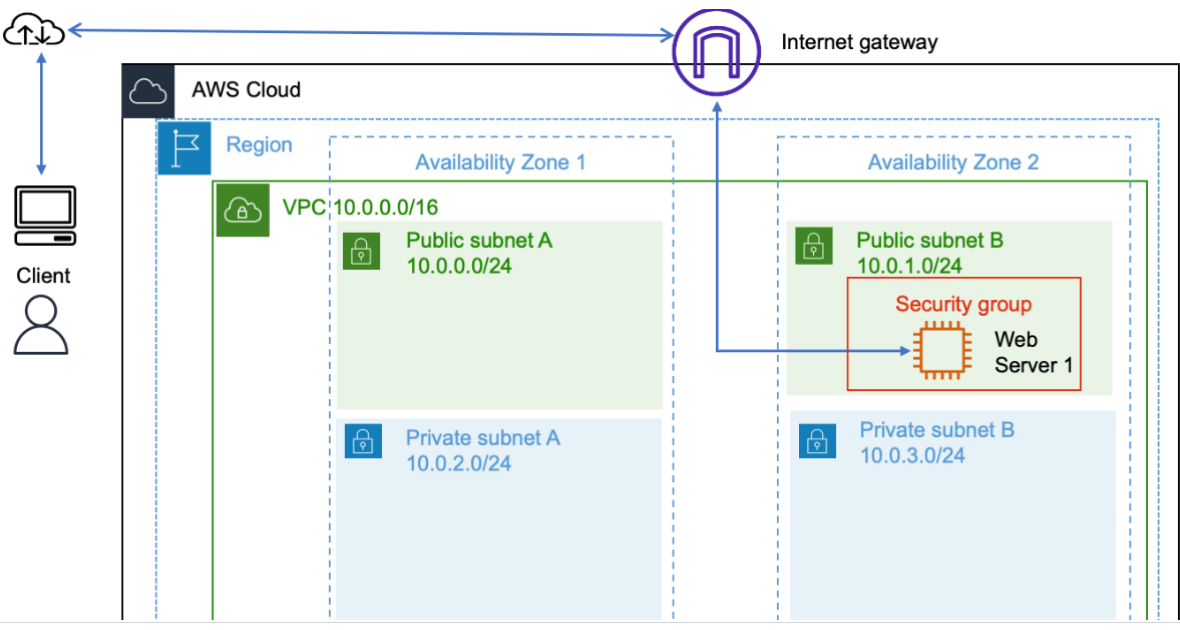 Internet gateway
AWS Cloud
Region
Availability Zone 1
Availability Zone 2
VPC 10.0.0.0/16
Client
Public subnet A
10.0.0.0/24
Public subnet B
10.0.1.0/24
Security group
Web
Server 1
Private subnet A
10.0.2.0/24
Private subnet B
10.0.3.0/24